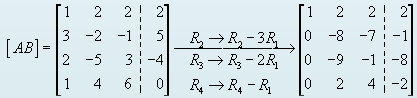 [AB] = [1 2 2 ¦ 2; 3 -2 -1 ¦ 5; 2 -5 3 ¦ -4; 1 4 6 ¦ 0] R₂ → R₂ - 3R₁, R₃ → R₃ - 2R₁, R₄ → R₄ - R₁ → [1 2 2 ¦ 2; 0 -8 -7 ¦ -1; 0 -9 -1 ¦ -8; 0 2 4 ¦ -2]